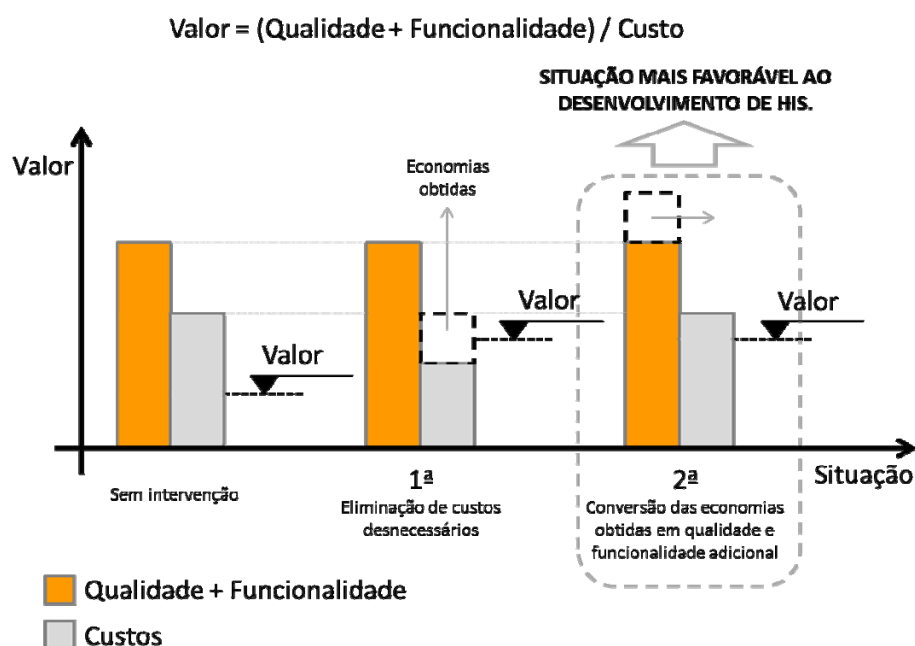 Valor = (Qualidade + Funcionalidade) / Custo
SITUAÇÃO MAIS FAVORÁVEL AO
DESENVOLVIMENTO DE HIS.
Valor
Economias
obtidas
Valor
Valor
Valor
Situação
Sem intervenção
1ª
Eliminação de custos
desnecessários
2ª
Conversão das economias
obtidas em qualidade e
funcionalidade adicional
Qualidade + Funcionalidade
Custos